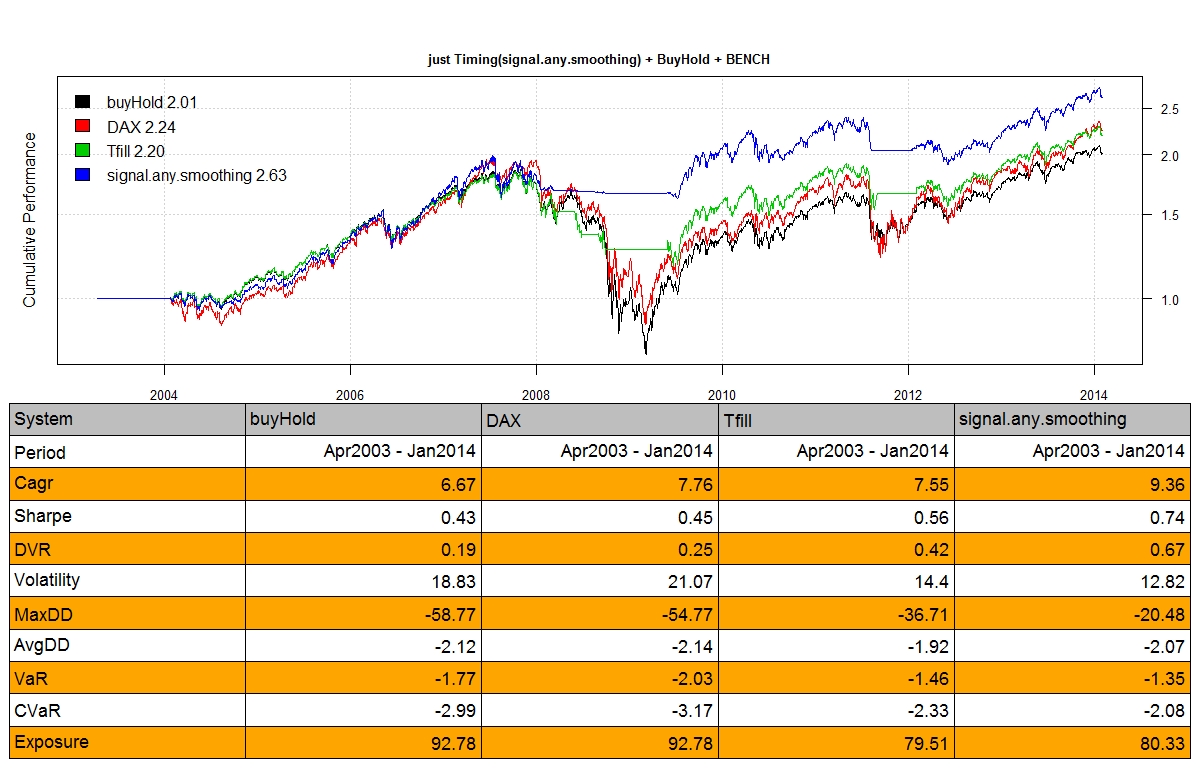 just Timing(signal.any.smoothing) + BuyHold + BENCH
Cumulative Performance
buyHold 2.01
DAX 2.24
Tfill 2.20
signal.any.smoothing 2.63
2.5
2.0
1.5
1.0
2004 2006 2008 2010 2012 2014
System buyHold DAX Tfill signal.any.smoothing
Period Apr2003 - Jan2014 Apr2003 - Jan2014 Apr2003 - Jan2014 Apr2003 - Jan2014
Cagr 6.67 7.76 7.55 9.36
Sharpe 0.43 0.45 0.56 0.74
DVR 0.19 0.25 0.42 0.67
Volatility 18.83 21.07 14.4 12.82
MaxDD -58.77 -54.77 -36.71 -20.48
AvgDD -2.12 -2.14 -1.92 -2.07
VaR -1.77 -2.03 -1.46 -1.35
CVaR -2.99 -3.17 -2.33 -2.08
Exposure 92.78 92.78 79.51 80.33